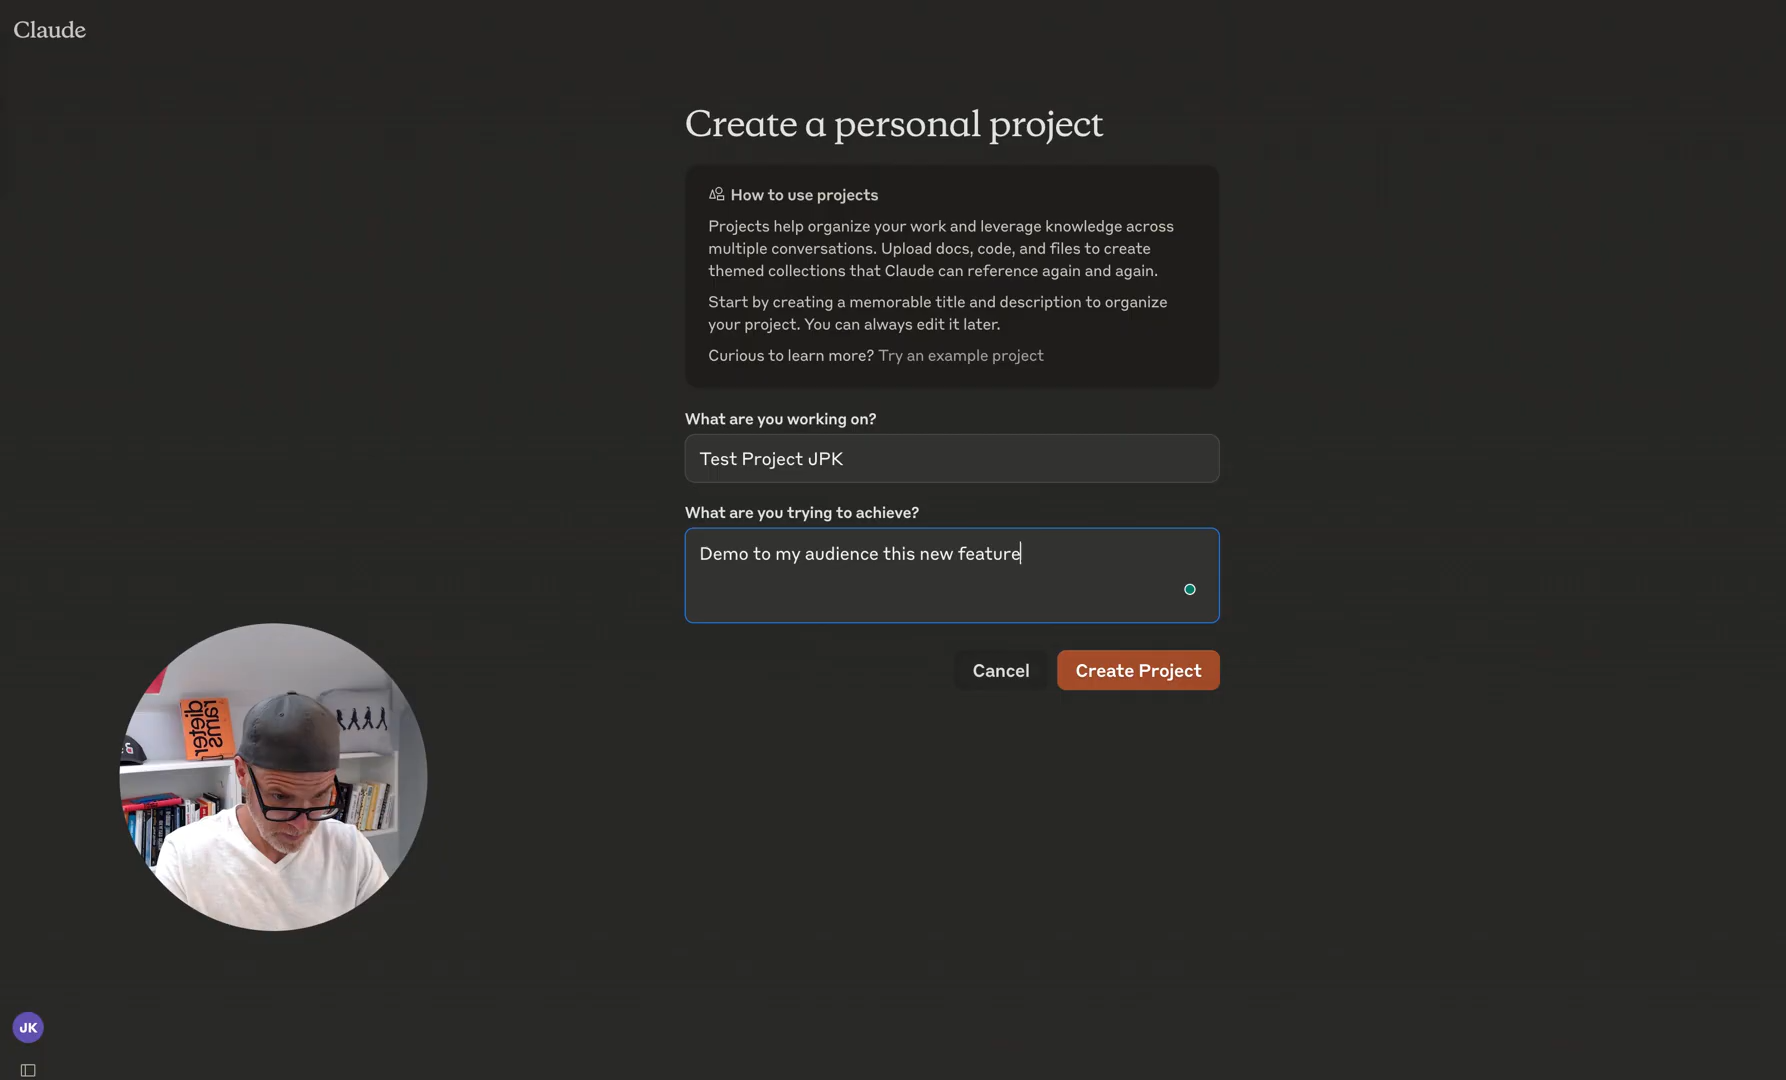 Claude
Create a personal project
How to use projects
Projects help organize your work and leverage knowledge across
multiple conversations. Upload docs, code, and files to create
themed collections that Claude can reference again and again.
Start by creating a memorable title and description to organize
your project. You can always edit it later.
Curious to learn more? Try an example project
What are you working on?
Test Project JPK
What are you trying to achieve?
Demo to my audience this new feature
Cancel
Create Project
dieter
rams
JK